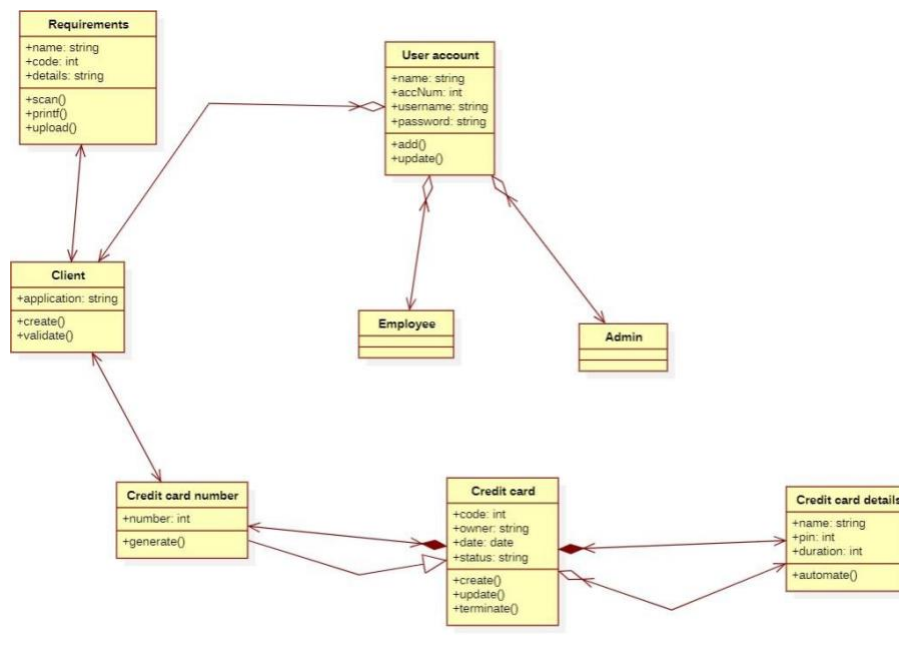 Requirements
+name: string
+code: int
+details: string
+scan()
+printf()
+upload()
User account
+name: string
+accNum: int
+username: string
+password: string
+add()
+update()
Client
+application: string
+create()
+validate()
Employee
Admin
Credit card number
+number: int
+generate()
Credit card
+code: int
+owner: string
+date: date
+status: string
+create()
+update()
+terminate()
Credit card details
+name: string
+pin: int
+duration: int
+automate()